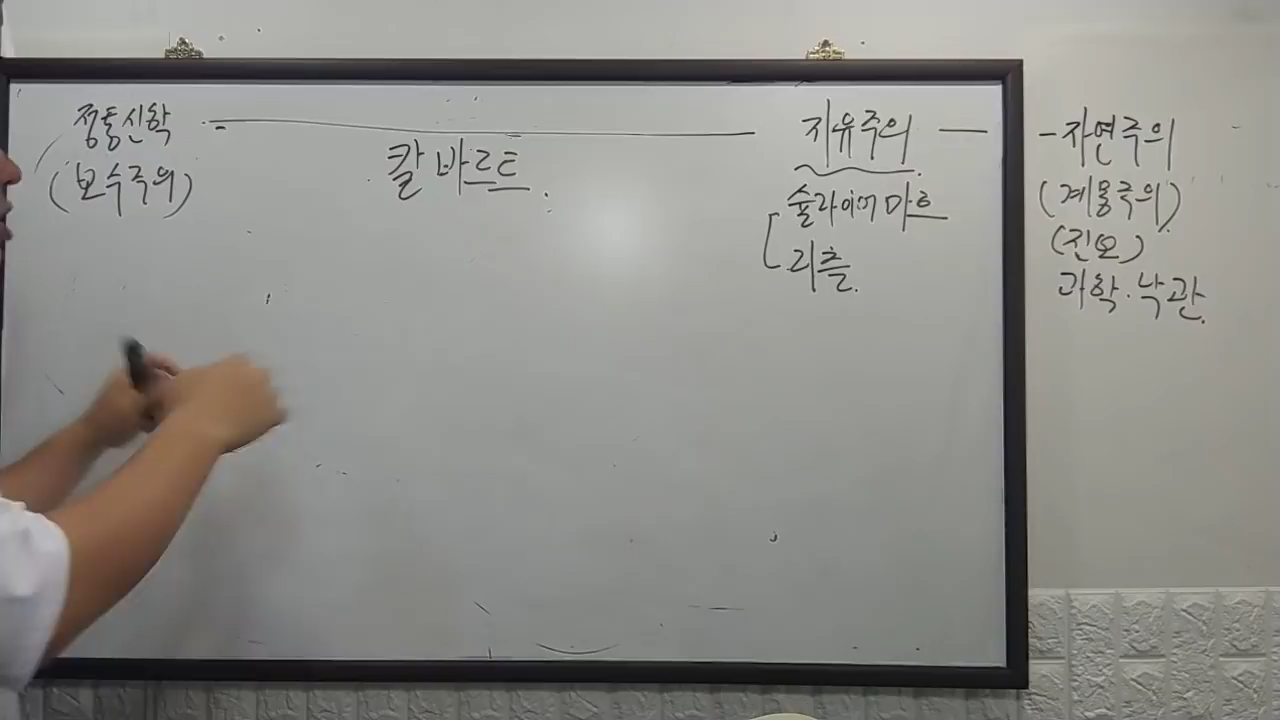 정통신학
(보수주의)
칼 바르트.
자유주의
슐라이어마흐
리츨.
자연주의
(계몽주의)
(진보)
과학·낙관.